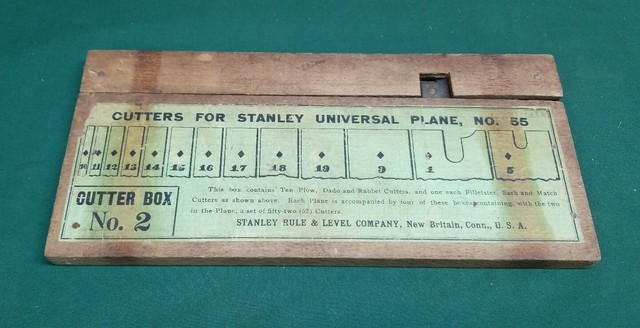 CUTTERS FOR STANLEY UNIVERSAL PLANE, NO. 55
10 11 12 13 14 15 16 17 18 19 9 1 5
CUTTER BOX
No. 2
This box contains Ten Plow, Dado and Rabbet Cutters, and one each Filletster, Sash and Match
Cutters as shown above. Each Plane is accompanied by four of these boxes containing, with the two
in the Plane, a set of fifty-two (52) Cutters.
STANLEY RULE & LEVEL COMPANY, New Britain, Conn., U. S. A.